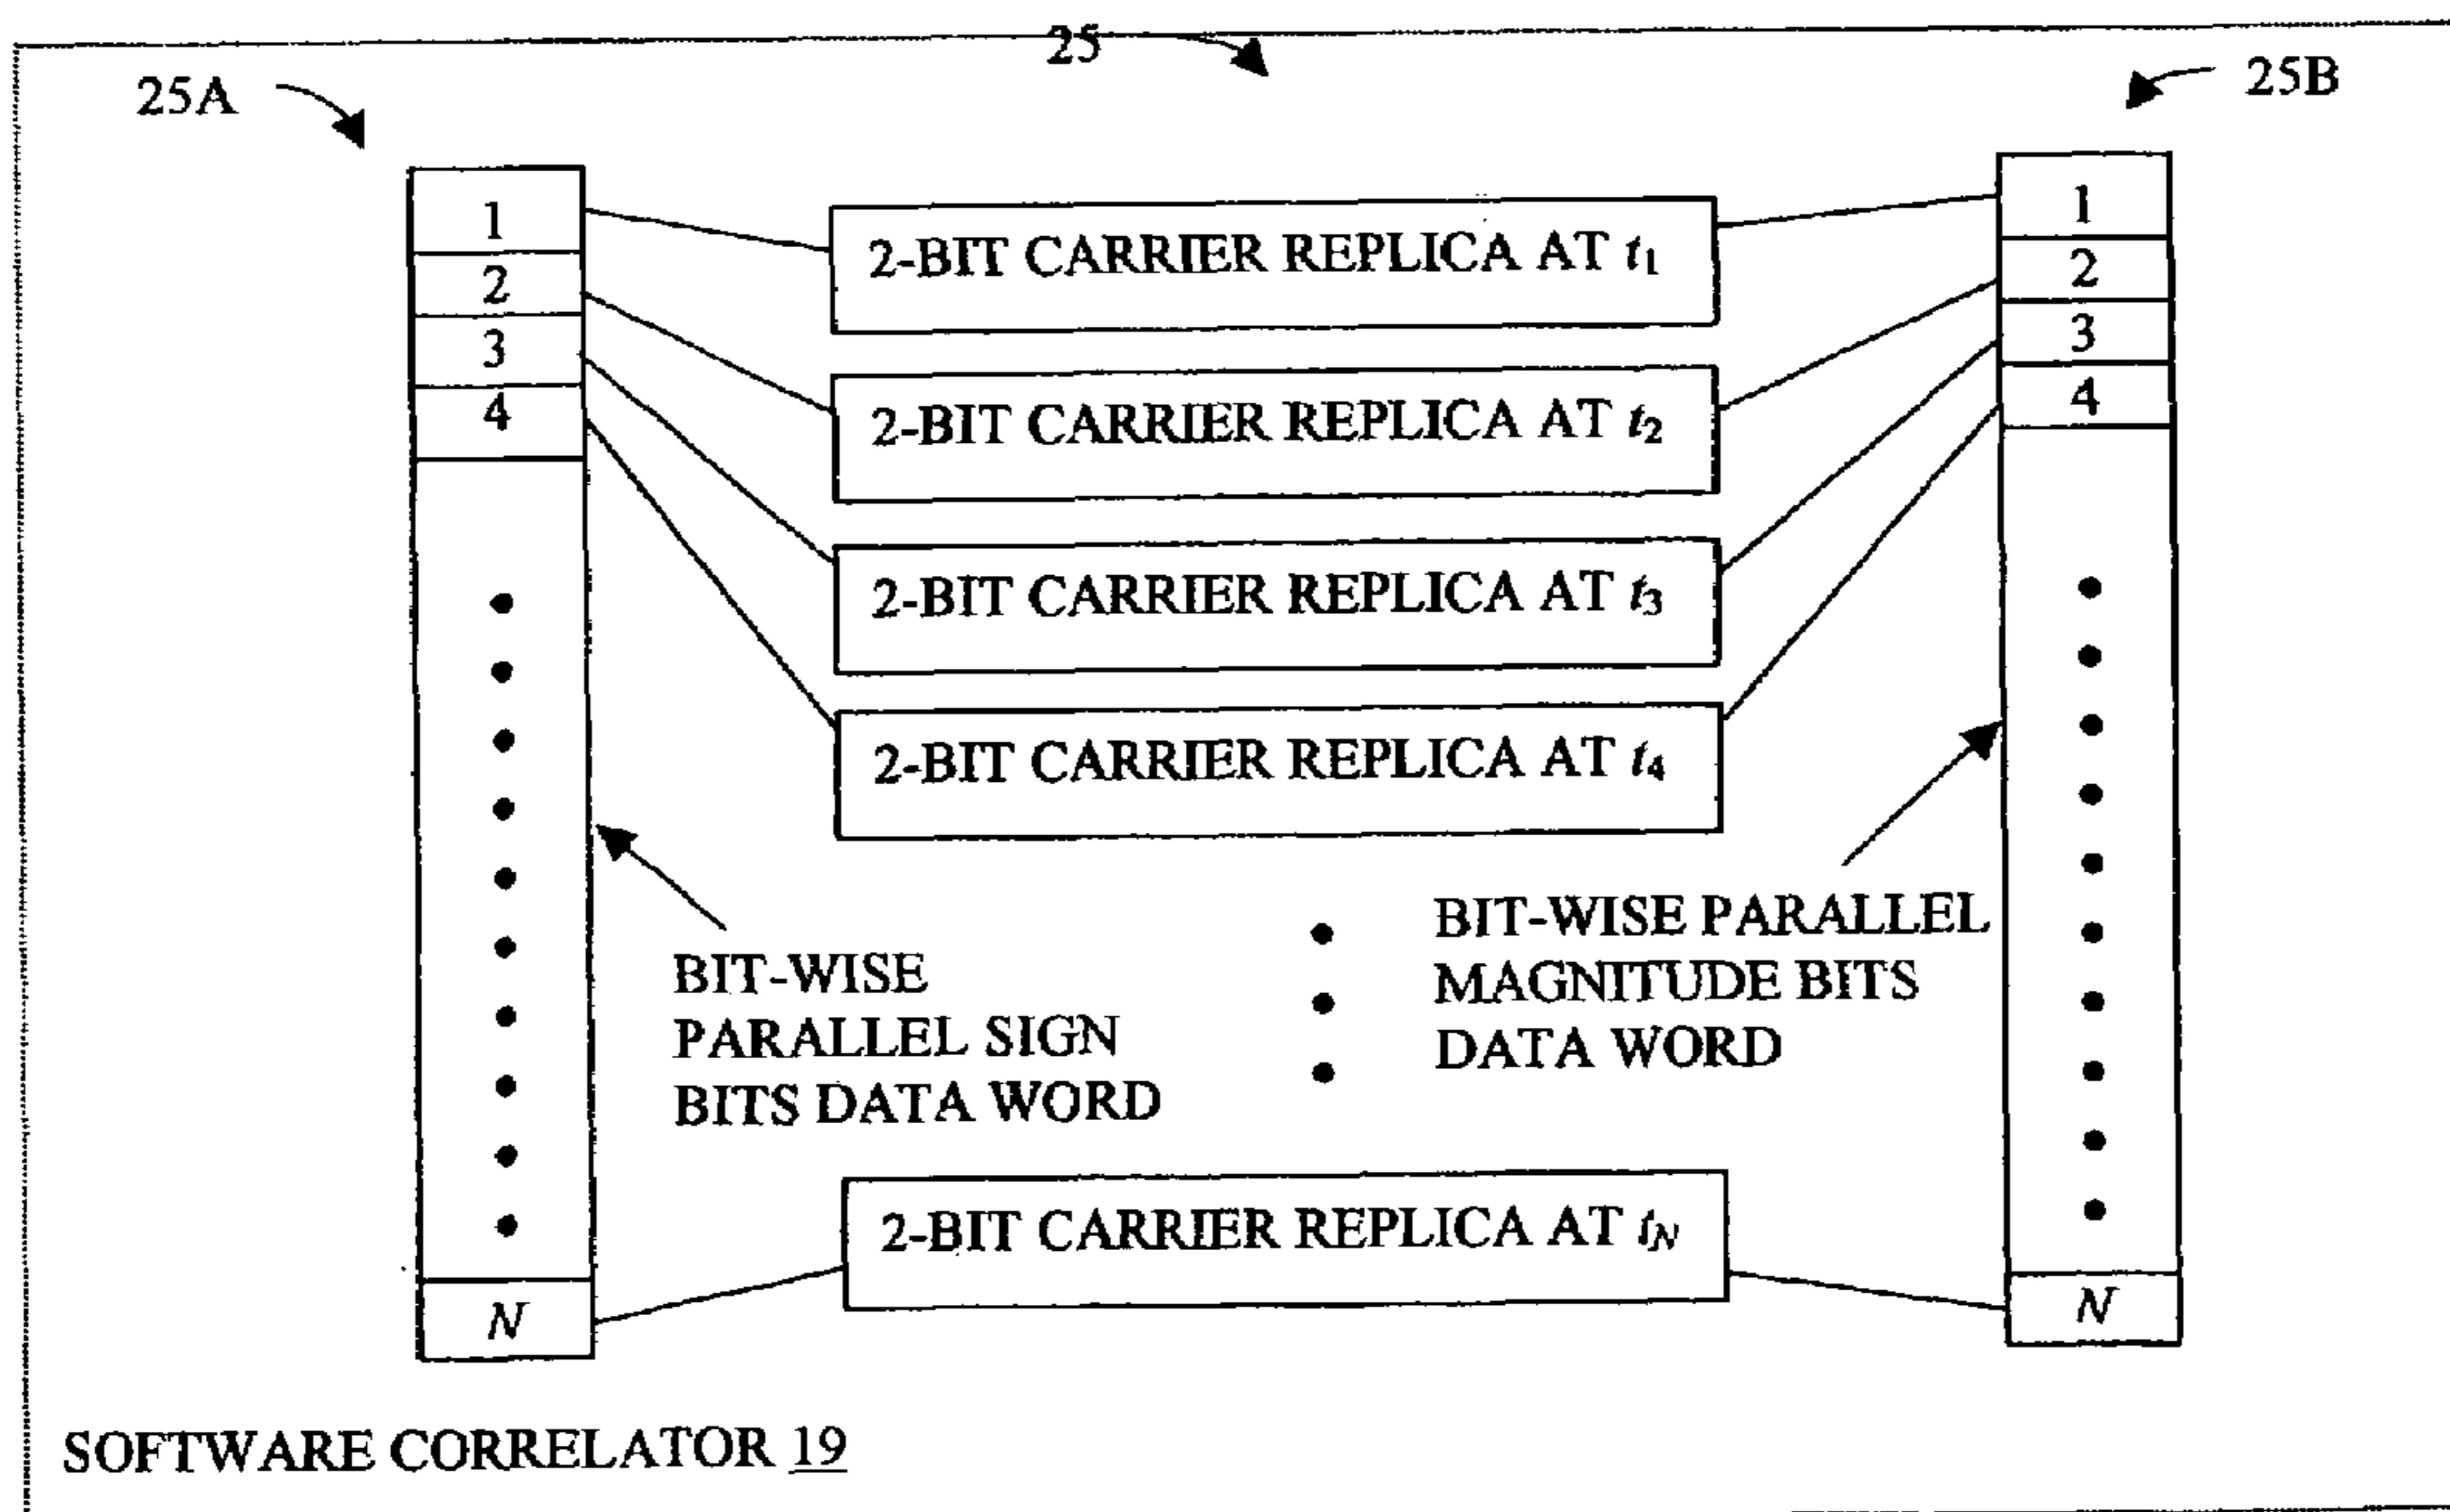 25
25A
25B
1
2
3
4
N
2-BIT CARRIER REPLICA AT t1
2-BIT CARRIER REPLICA AT t2
2-BIT CARRIER REPLICA AT t3
2-BIT CARRIER REPLICA AT t4
2-BIT CARRIER REPLICA AT tN
1
2
3
4
N
BIT-WISE
PARALLEL SIGN
BITS DATA WORD
BIT-WISE PARALLEL
MAGNITUDE BITS
DATA WORD
SOFTWARE CORRELATOR 19